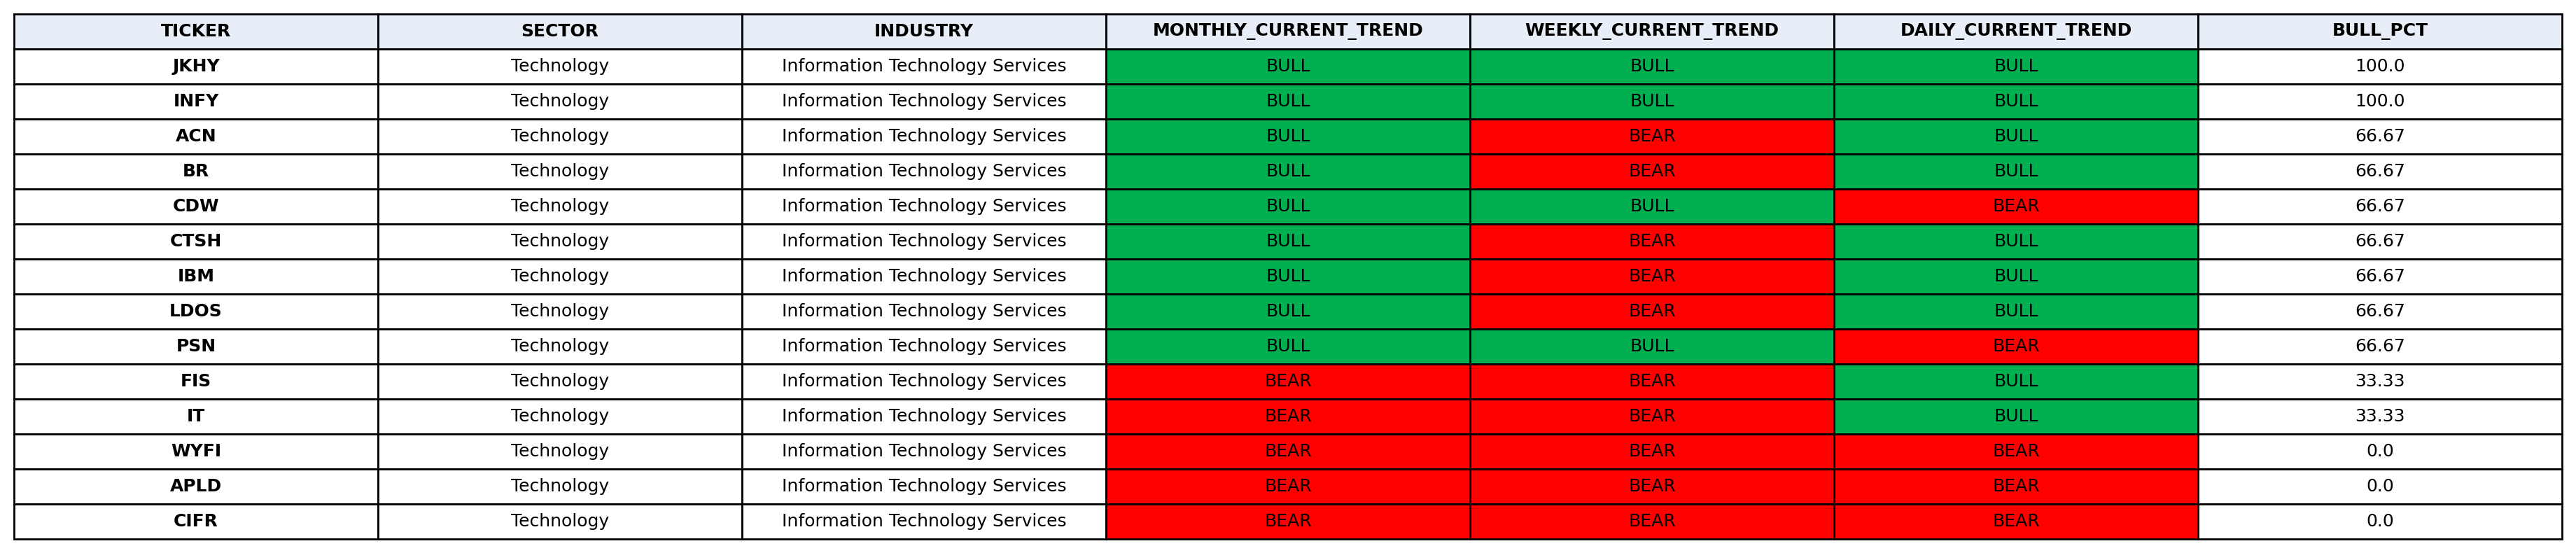 TICKER SECTOR INDUSTRY MONTHLY_CURRENT_TREND WEEKLY_CURRENT_TREND DAILY_CURRENT_TREND BULL_PCT
JKHY Technology Information Technology Services BULL BULL BULL 100.0
INFY Technology Information Technology Services BULL BULL BULL 100.0
ACN Technology Information Technology Services BULL BEAR BULL 66.67
BR Technology Information Technology Services BULL BEAR BULL 66.67
CDW Technology Information Technology Services BULL BULL BEAR 66.67
CTSH Technology Information Technology Services BULL BEAR BULL 66.67
IBM Technology Information Technology Services BULL BEAR BULL 66.67
LDOS Technology Information Technology Services BULL BEAR BULL 66.67
PSN Technology Information Technology Services BULL BULL BEAR 66.67
FIS Technology Information Technology Services BEAR BEAR BULL 33.33
IT Technology Information Technology Services BEAR BEAR BULL 33.33
WYFI Technology Information Technology Services BEAR BEAR BEAR 0.0
APLD Technology Information Technology Services BEAR BEAR BEAR 0.0
CIFR Technology Information Technology Services BEAR BEAR BEAR 0.0